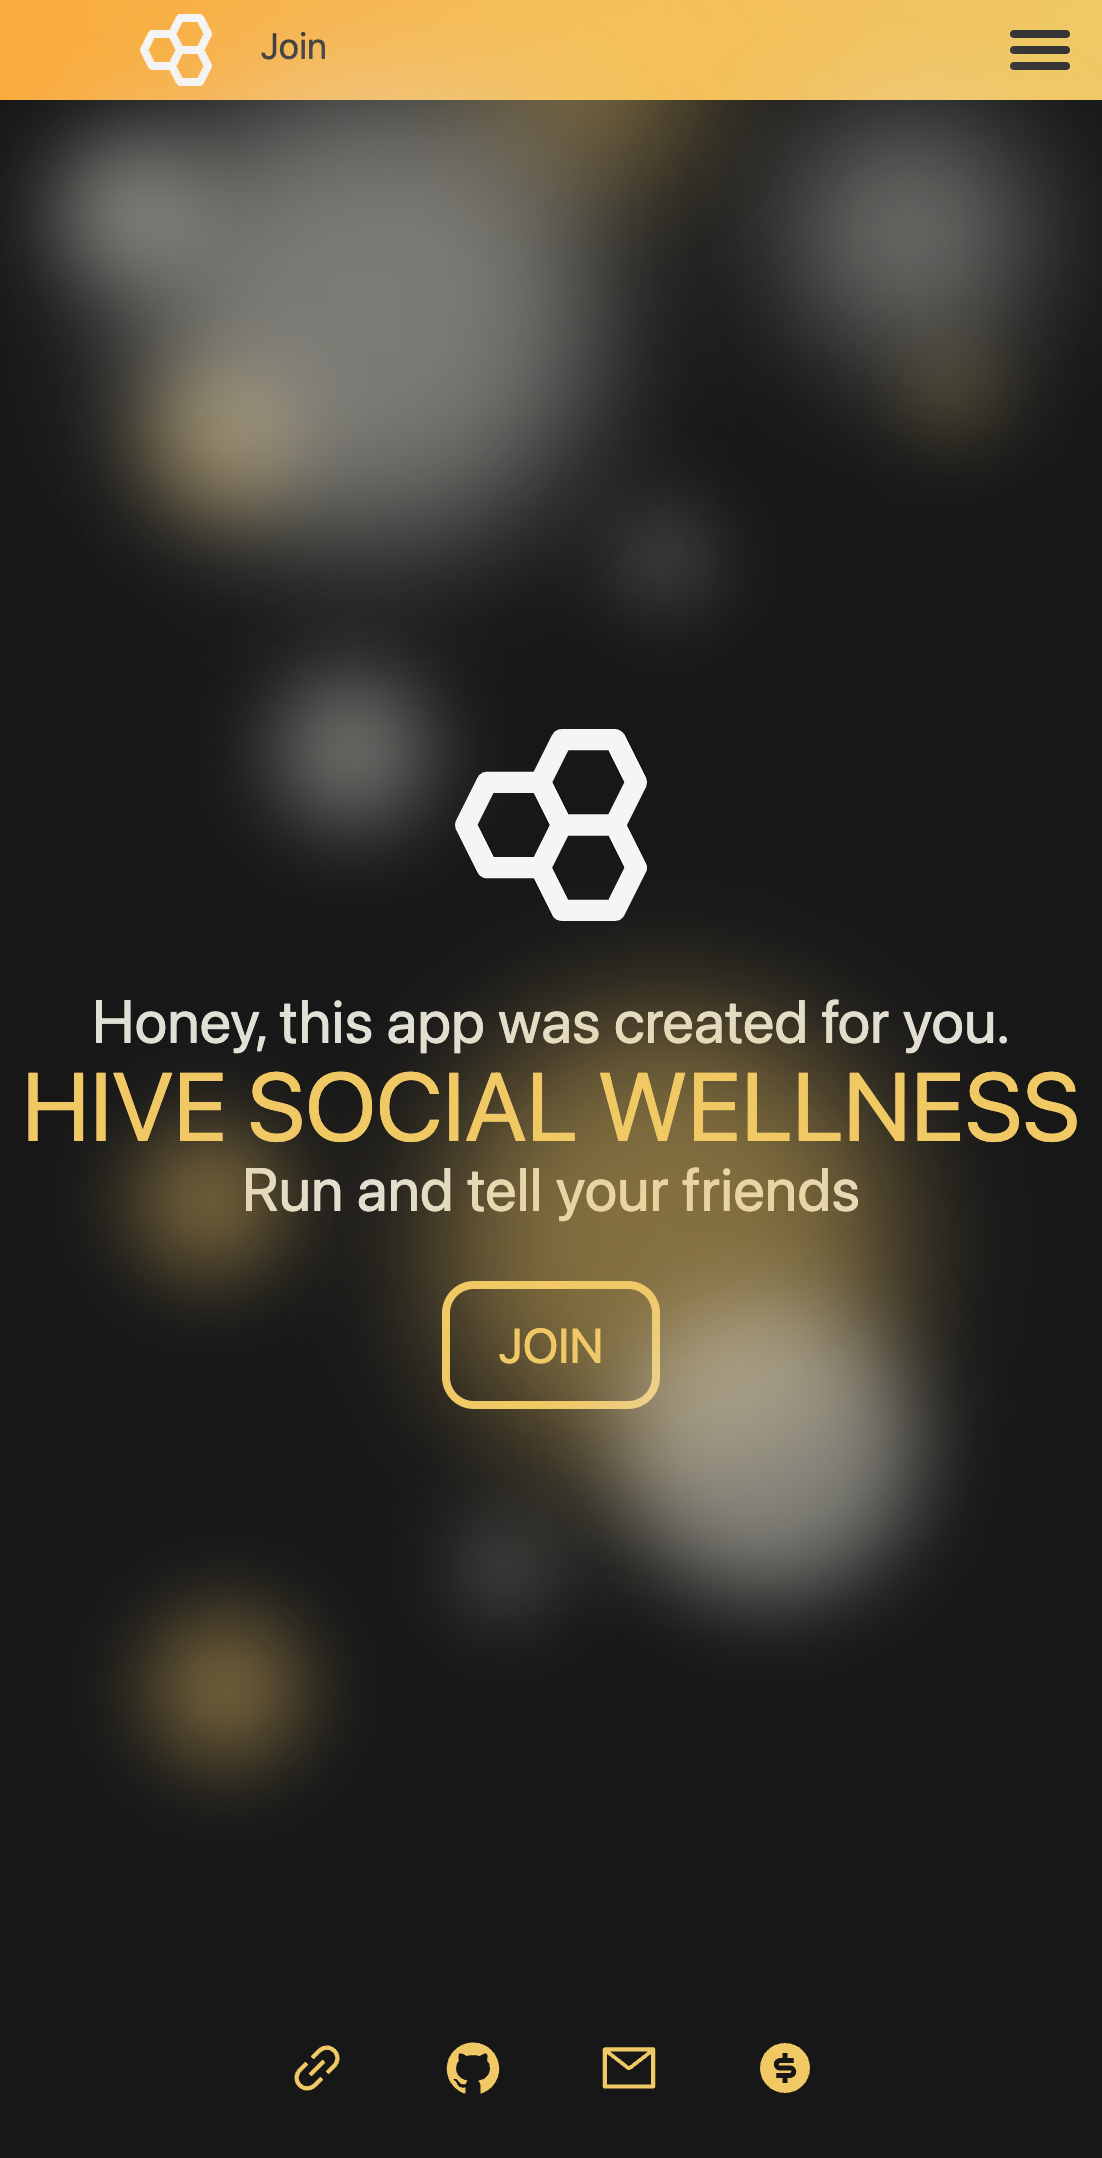 Join
Honey, this app was created for you.
HIVE SOCIAL WELLNESS
Run and tell your friends
JOIN
$